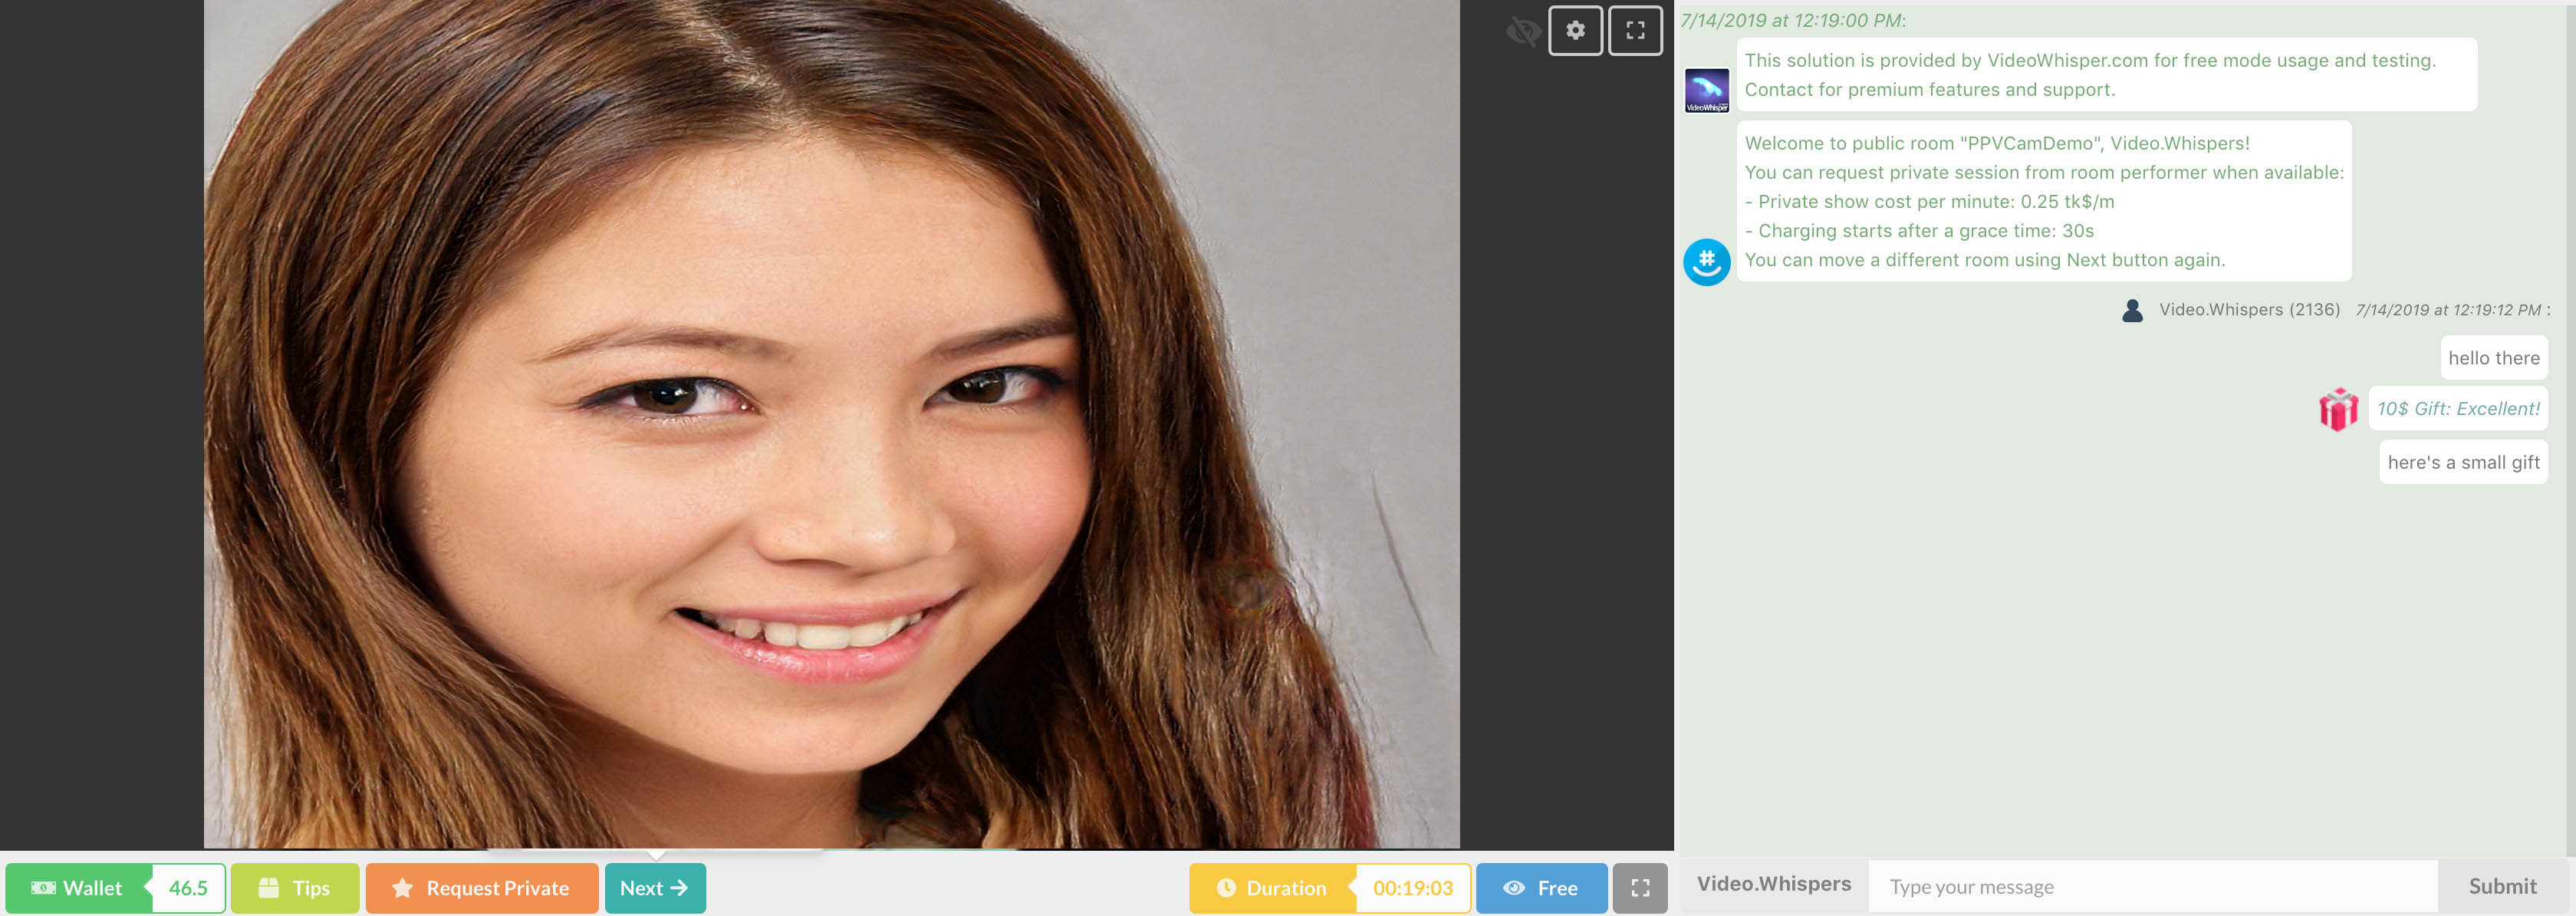 7/14/2019 at 12:19:00 PM:
This solution is provided by VideoWhisper.com for free mode usage and testing.
Contact for premium features and support.
VideoWhisper
Welcome to public room "PPVCamDemo", Video.Whispers!
You can request private session from room performer when available:
- Private show cost per minute: 0.25 tk$/m
- Charging starts after a grace time: 30s
You can move a different room using Next button again.
Video.Whispers (2136) 7/14/2019 at 12:19:12 PM :
hello there
10$ Gift: Excellent!
here's a small gift
Wallet 46.5 Tips Request Private Next Duration 00:19:03 Free
Video.Whispers Type your message Submit